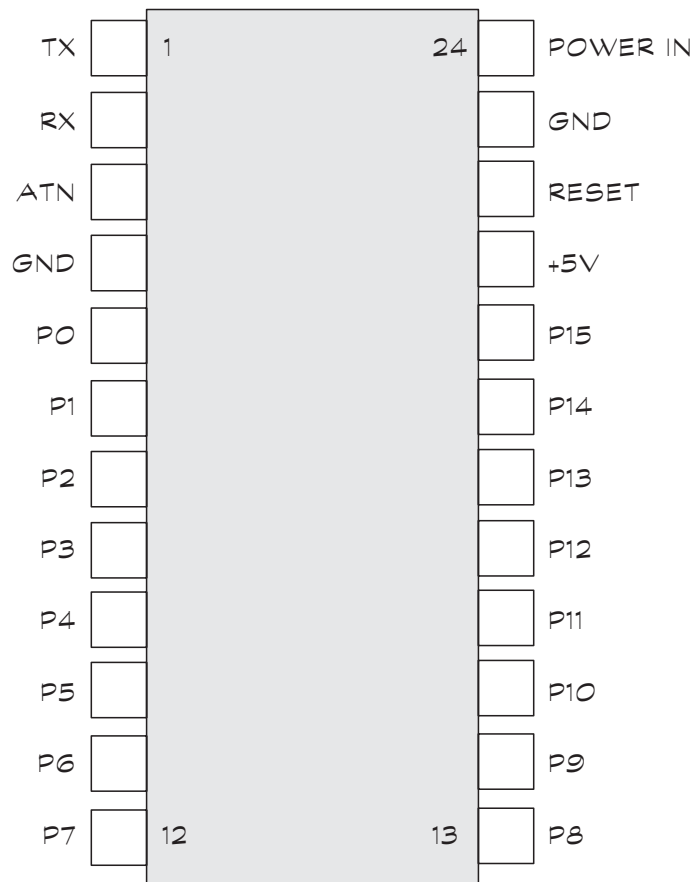 TX 1 24 POWER IN
RX GND
ATN RESET
GND +5V
P0 P15
P1 P14
P2 P13
P3 P12
P4 P11
P5 P10
P6 P9
P7 12 13 P8